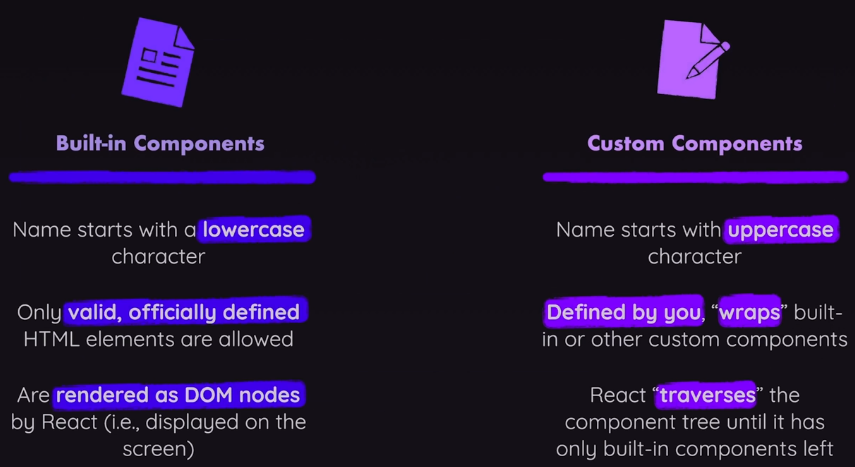 Built-in Components
Name starts with a lowercase
character
Only valid, officially defined
HTML elements are allowed
Are rendered as DOM nodes
by React (i.e., displayed on the
screen)
Custom Components
Name starts with uppercase
character
Defined by you, “wraps” built-
in or other custom components
React “traverses” the
component tree until it has
only built-in components left